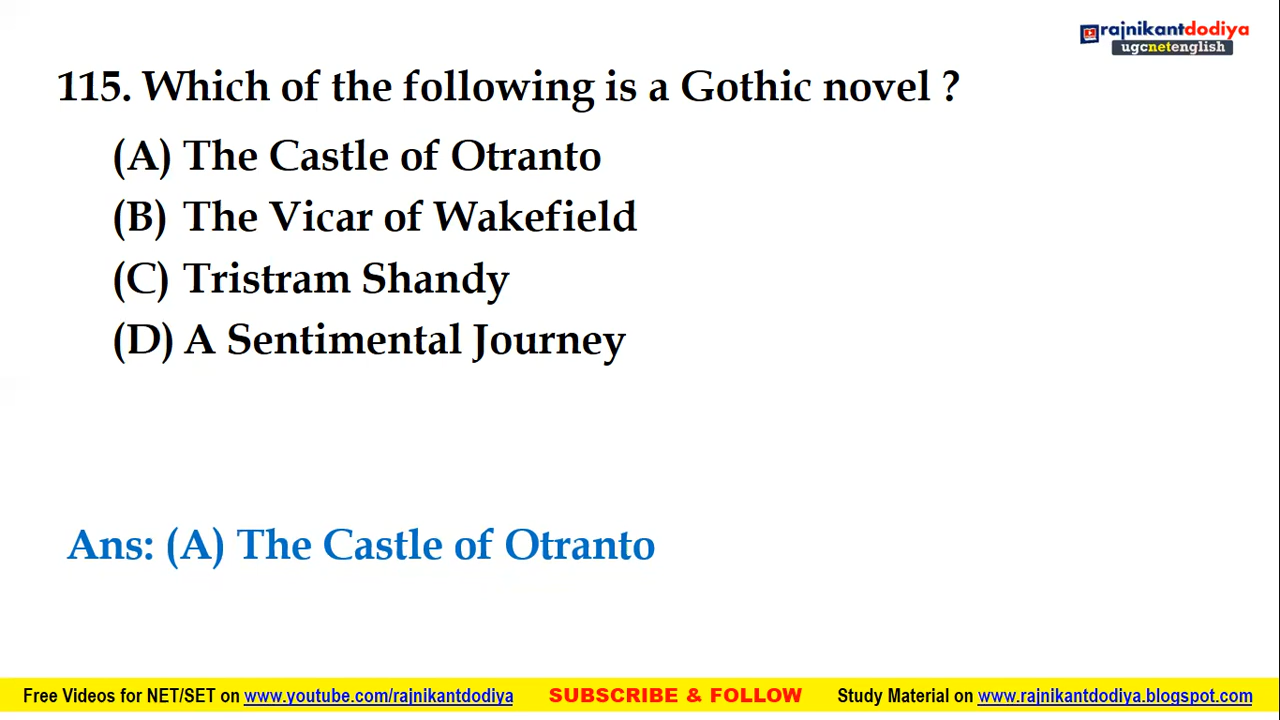 rajnikantdodiya
ugcnetenglish
115. Which of the following is a Gothic novel ?
(A) The Castle of Otranto
(B) The Vicar of Wakefield
(C) Tristram Shandy
(D) A Sentimental Journey
Ans: (A) The Castle of Otranto
Free Videos for NET/SET on www.youtube.com/rajnikantdodiya SUBSCRIBE & FOLLOW Study Material on www.rajnikantdodiya.blogspot.com